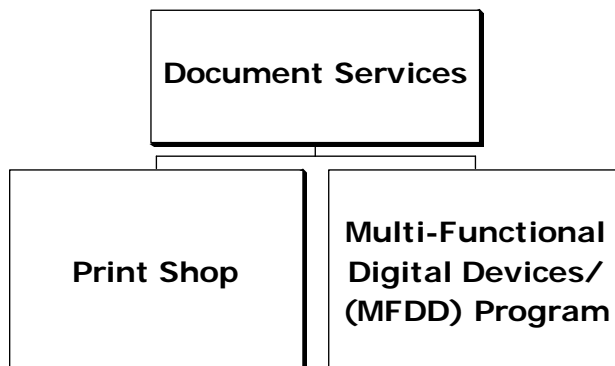 Document Services
Print Shop
Multi-Functional
Digital Devices/
(MFDD) Program